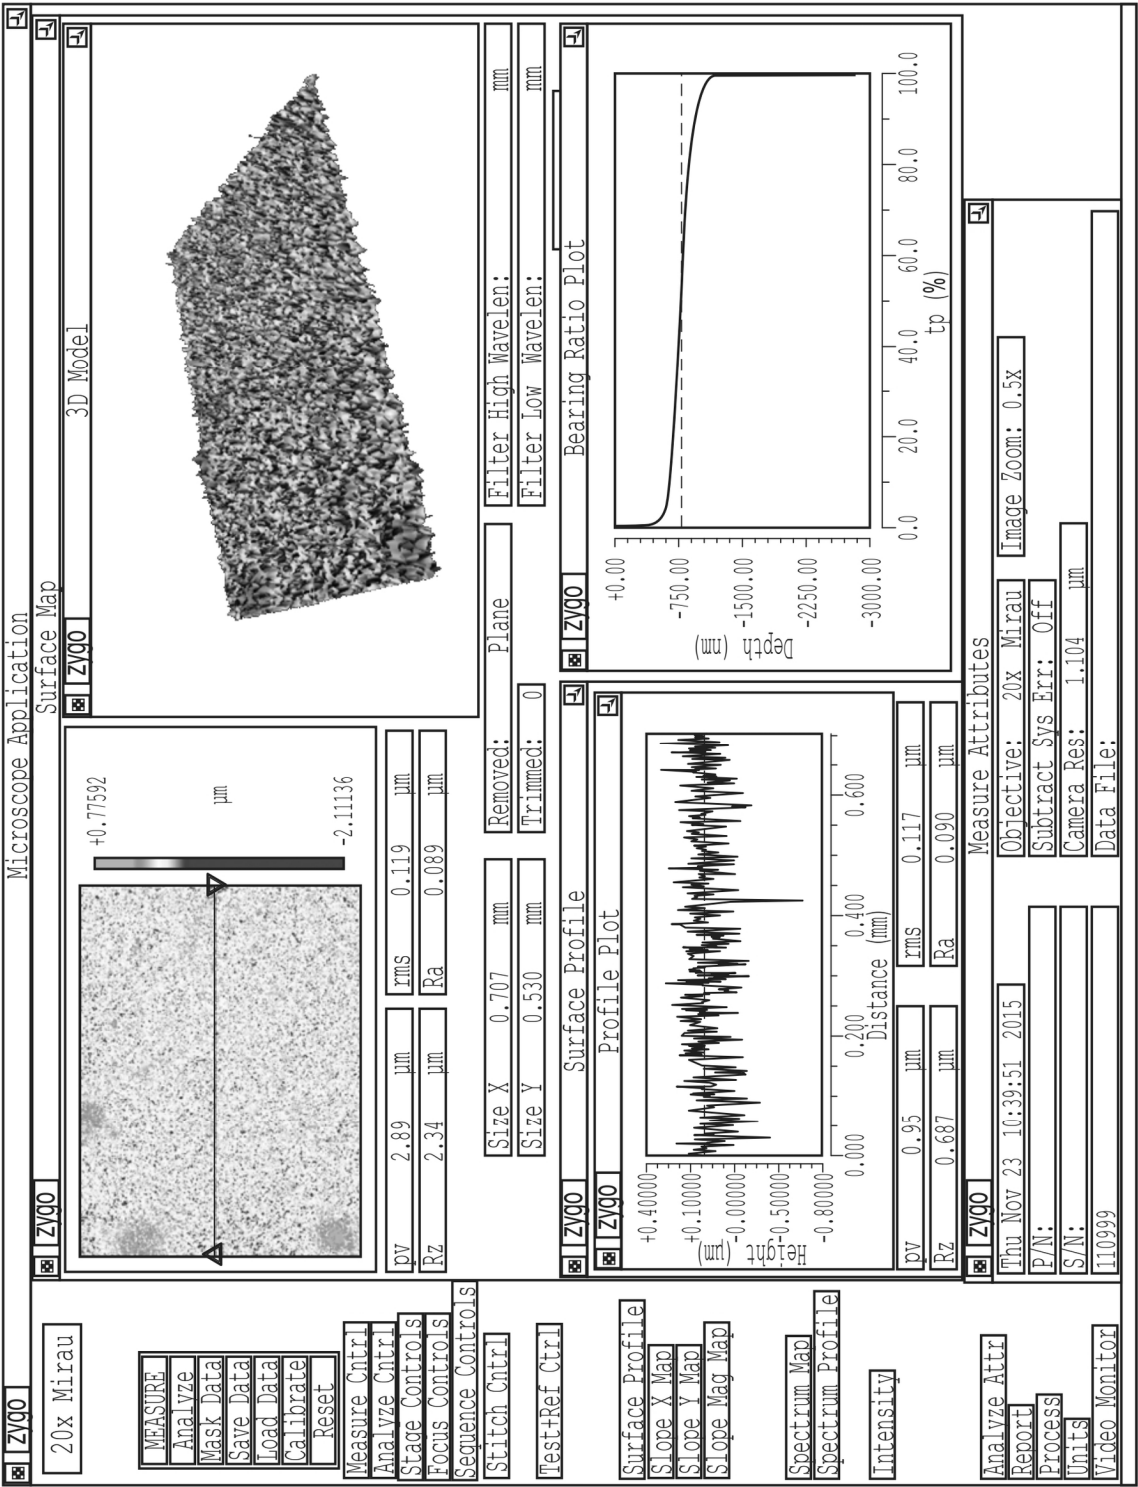 zygo
Microscope Application
20x Mirau
MEASURE
Analyze
Mask Data
Save Data
Load Data
Calibrate
Reset
Measure Cntrl
Analyze Cntrl
Stage Controls
Focus Controls
Sequence Controls
Stitch Cntrl
Test+Ref Ctrl
Surface Profile
Slope X Map
Slope Y Map
Slope Mag Map
Spectrum Map
Spectrum Profile
Intensity
Analyze Attr
Report
Process
Units
Video Monitor
zygo
Surface Map
+0.77592
µm
-2.11136
pv 2.89 µm
rms 0.119 µm
Rz 2.34 µm
Ra 0.089 µm
zygo
3D Model
Size X 0.707 mm
Size Y 0.530 mm
Removed: Plane
Trimmed: 0
Filter High Wavelen: mm
Filter Low Wavelen: mm
zygo
Surface Profile
zygo
Profile Plot
+0.40000
+0.10000
-0.00000
-0.50000
-0.80000
Height (µm)
0.000 0.200 0.400 0.600
Distance (mm)
pv 0.95 µm
rms 0.117 µm
Rz 0.687 µm
Ra 0.090 µm
zygo
Bearing Ratio Plot
+0.00
-750.00
-1500.00
-2250.00
-3000.00
Depth (nm)
0.0 20.0 40.0 60.0 80.0 100.0
tp (%)
zygo
Measure Attributes
Thu Nov 23 10:39:51 2015
P/N:
S/N:
110999
Objective: 20x Mirau
Image Zoom: 0.5x
Subtract Sys Err: Off
Camera Res: 1.104 µm
Data File: